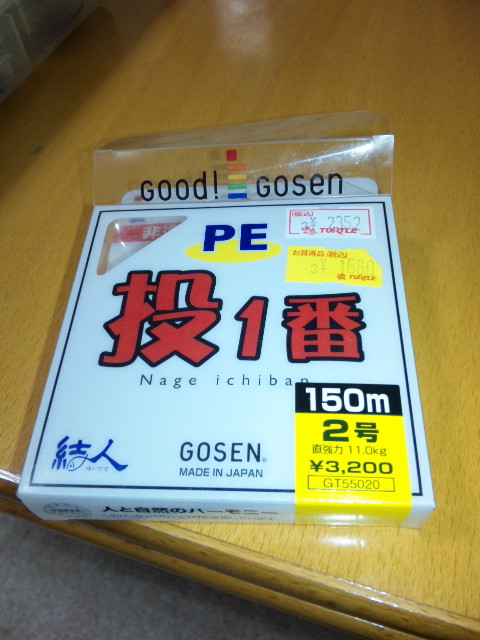 GOOD! GOSEN
PE
(税込)
¥2352
お買得品(税込)
¥1680
投1番
Nage ichiban
150m
2号
直強力 11.0kg
¥3,200
GT55020
結人
GOSEN®
MADE IN JAPAN
人と自然のハーモニー